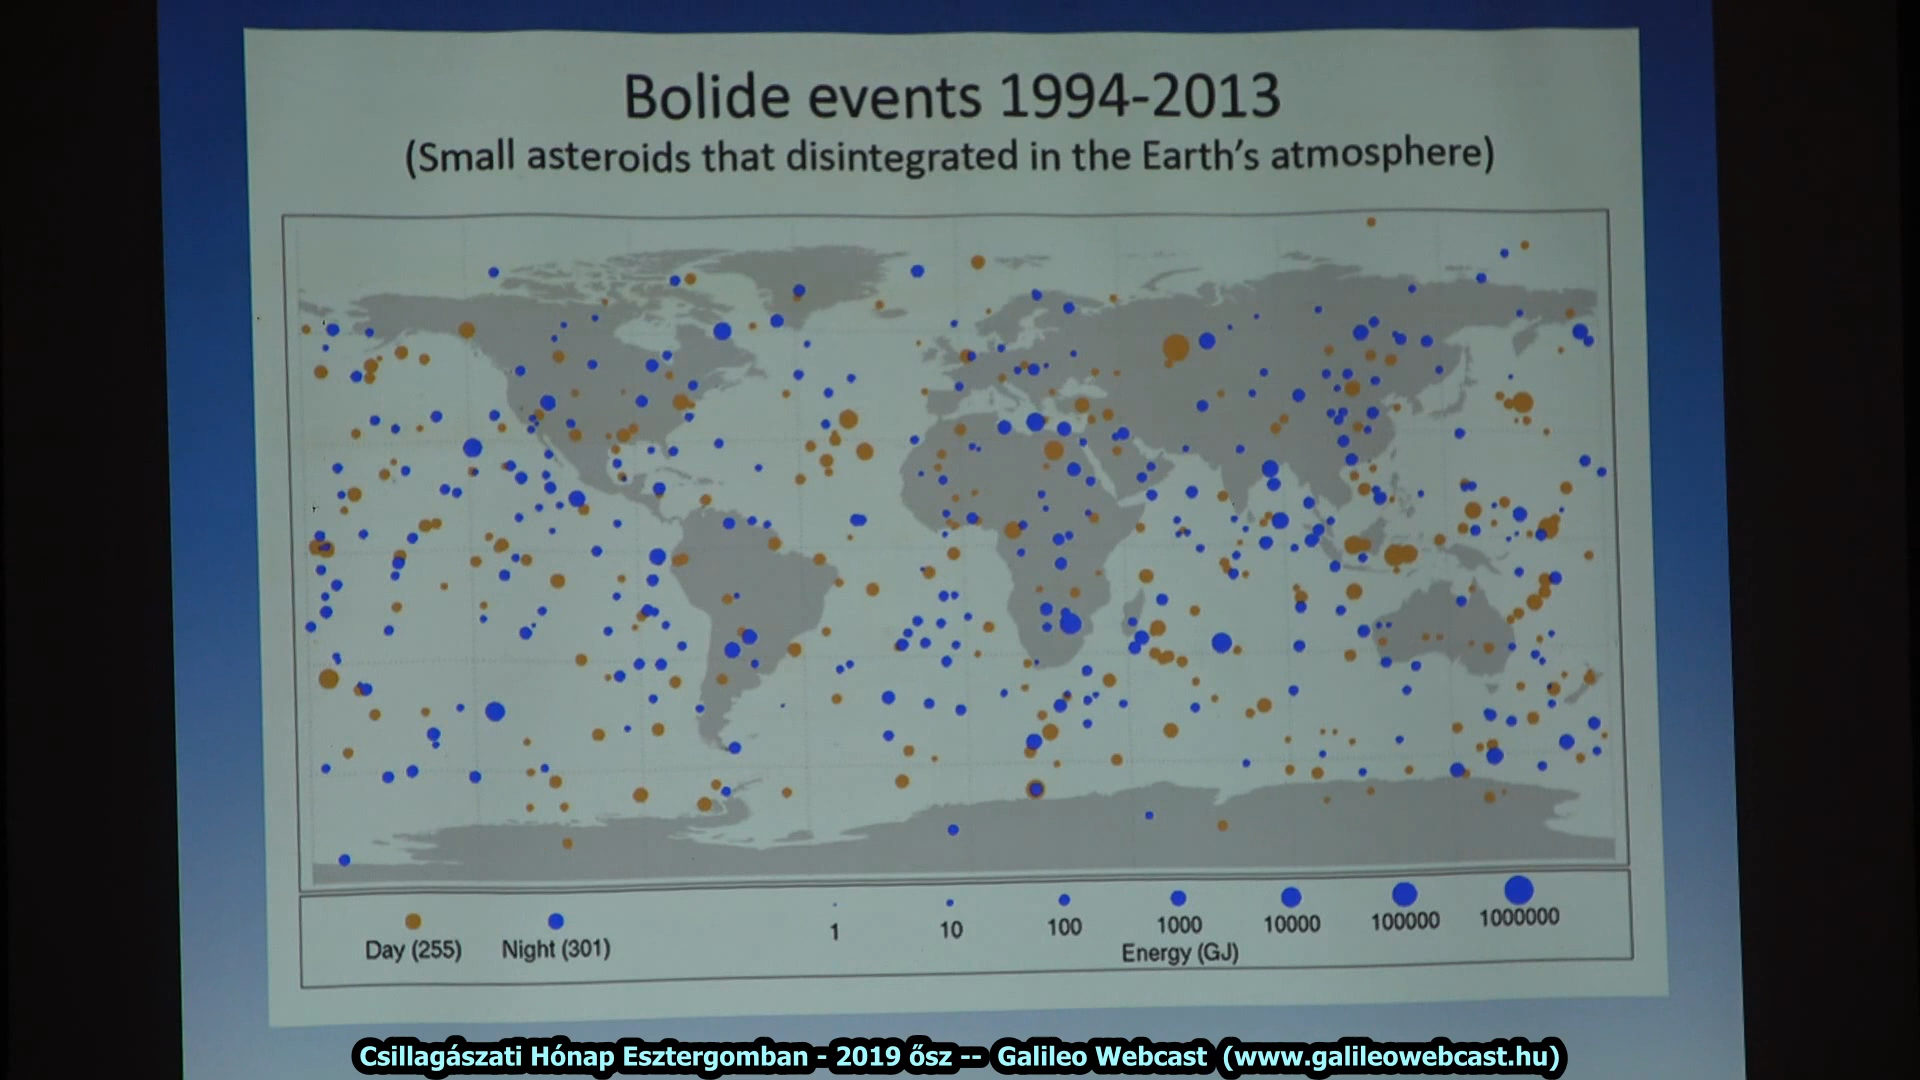 Bolide events 1994-2013
(Small asteroids that disintegrated in the Earth's atmosphere)
Day (255)
Night (301)
1
10
100
1000
10000
100000
1000000
Energy (GJ)
Csillagászati Hónap Esztergomban - 2019 ősz -- Galileo Webcast (www.galileowebcast.hu)